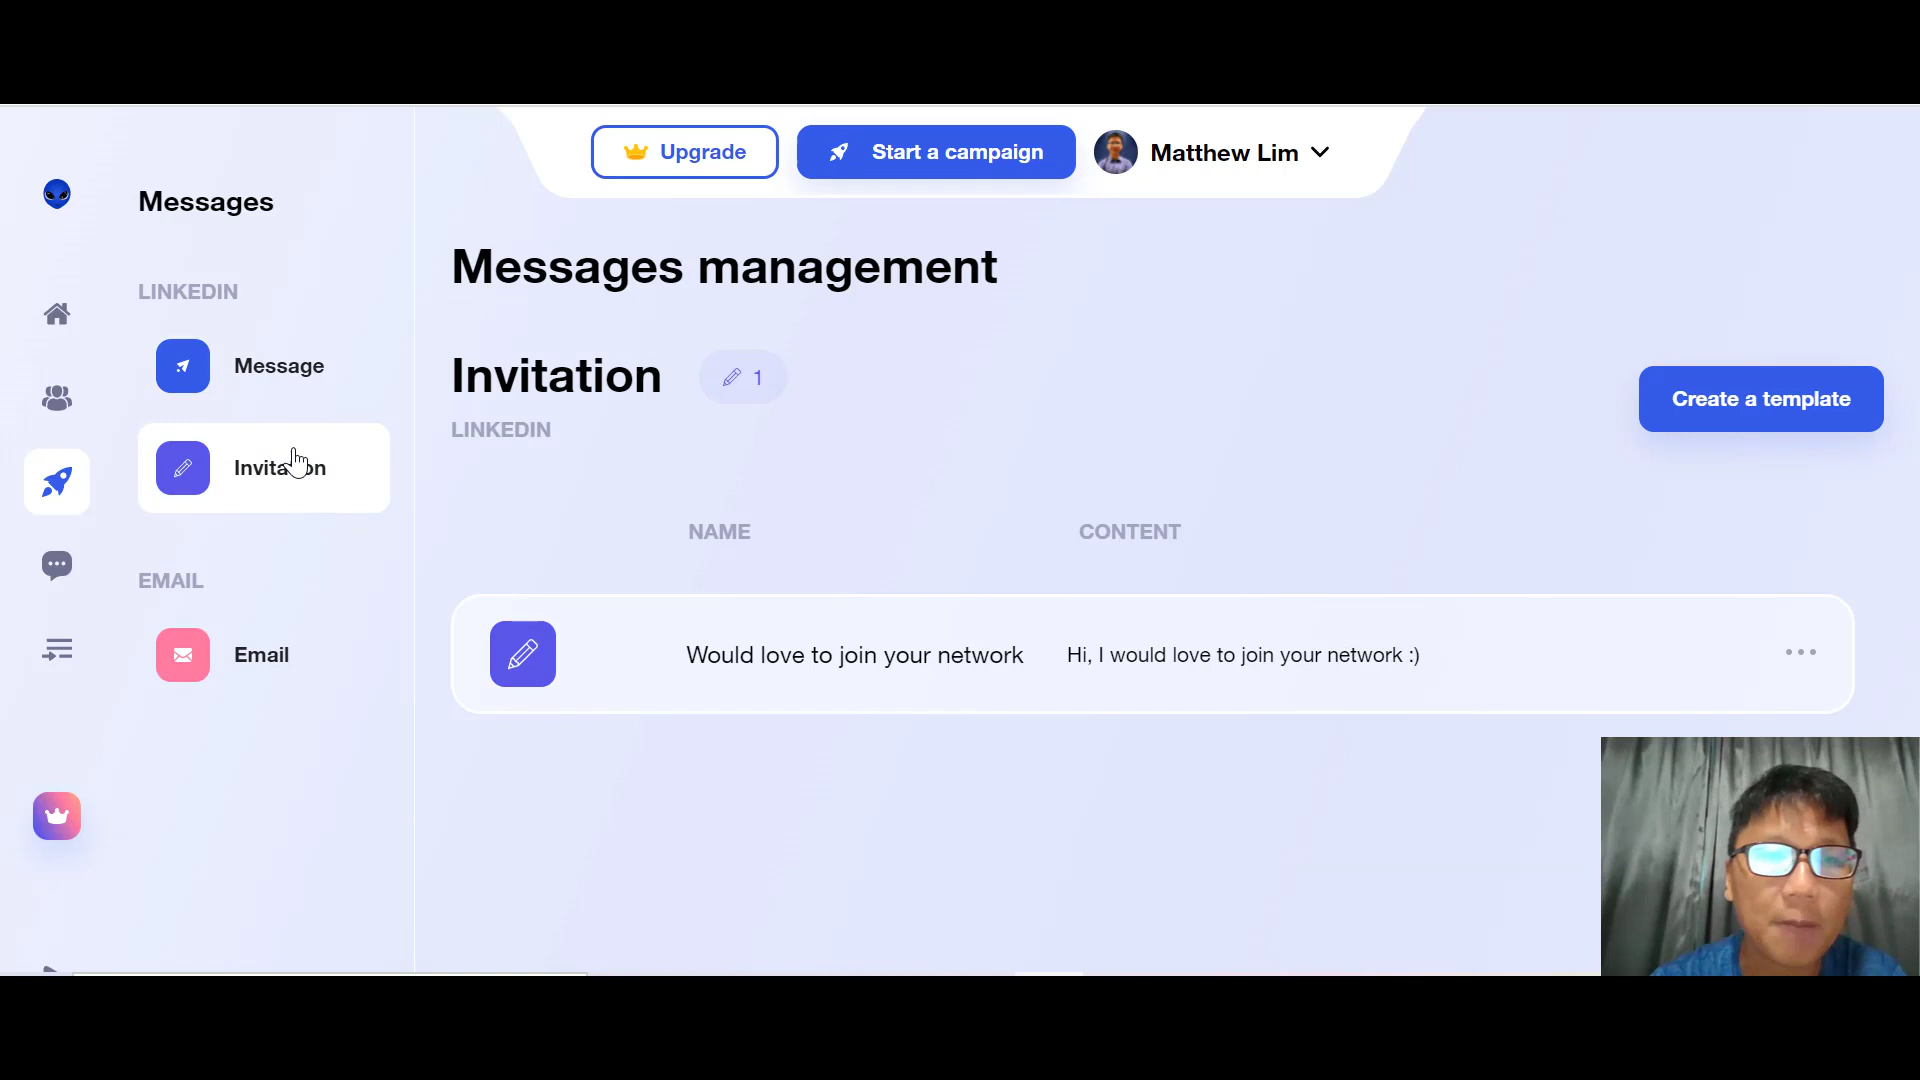 Upgrade
Start a campaign
Matthew Lim
Messages
LINKEDIN
Message
Invitation
EMAIL
Email
Messages management
Invitation
1
LINKEDIN
Create a template
NAME
CONTENT
Would love to join your network
Hi, I would love to join your network :)